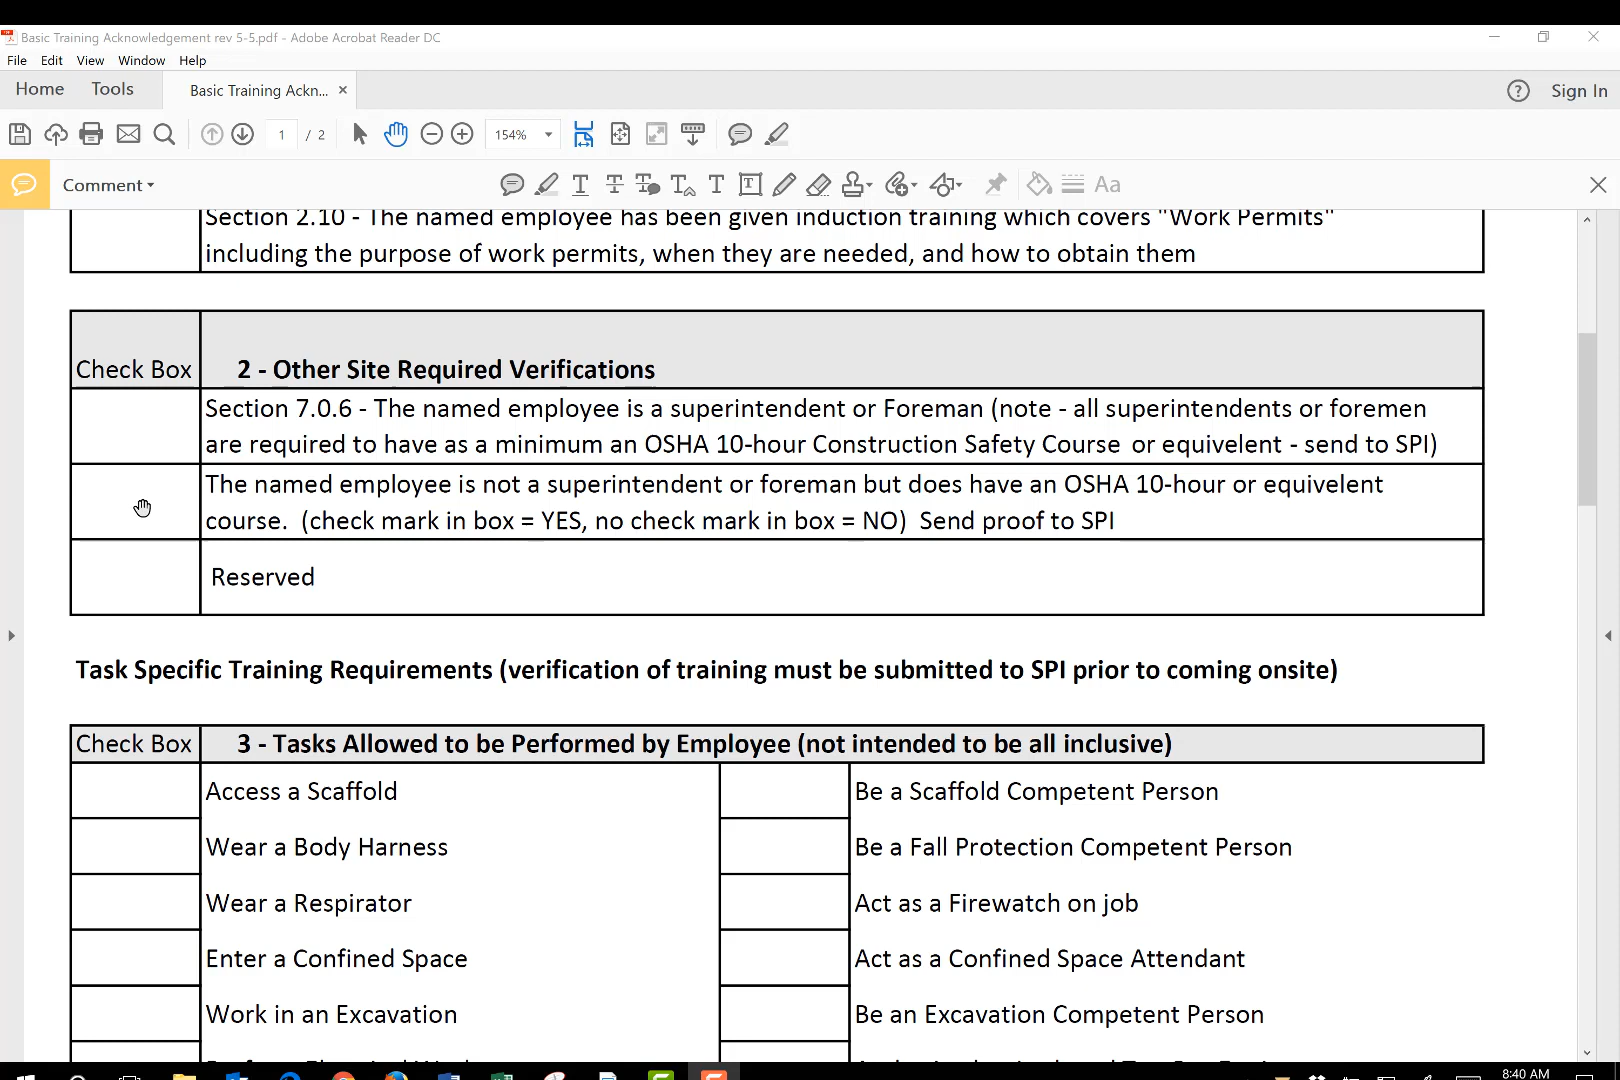 Basic Training Acknowledgement rev 5-5.pdf - Adobe Acrobat Reader DC
File Edit View Window Help
Home Tools Basic Training Ackn... × Sign In
1 / 2 154%
Comment
Section 2.10 - The named employee has been given induction training which covers "Work Permits"
including the purpose of work permits, when they are needed, and how to obtain them
Check Box 2 - Other Site Required Verifications
Section 7.0.6 - The named employee is a superintendent or Foreman (note - all superintendents or foremen
are required to have as a minimum an OSHA 10-hour Construction Safety Course or equivelent - send to SPI)
The named employee is not a superintendent or foreman but does have an OSHA 10-hour or equivelent
course. (check mark in box = YES, no check mark in box = NO) Send proof to SPI
Reserved
Task Specific Training Requirements (verification of training must be submitted to SPI prior to coming onsite)
Check Box 3 - Tasks Allowed to be Performed by Employee (not intended to be all inclusive)
Access a Scaffold Be a Scaffold Competent Person
Wear a Body Harness Be a Fall Protection Competent Person
Wear a Respirator Act as a Firewatch on job
Enter a Confined Space Act as a Confined Space Attendant
Work in an Excavation Be an Excavation Competent Person
8:40 AM